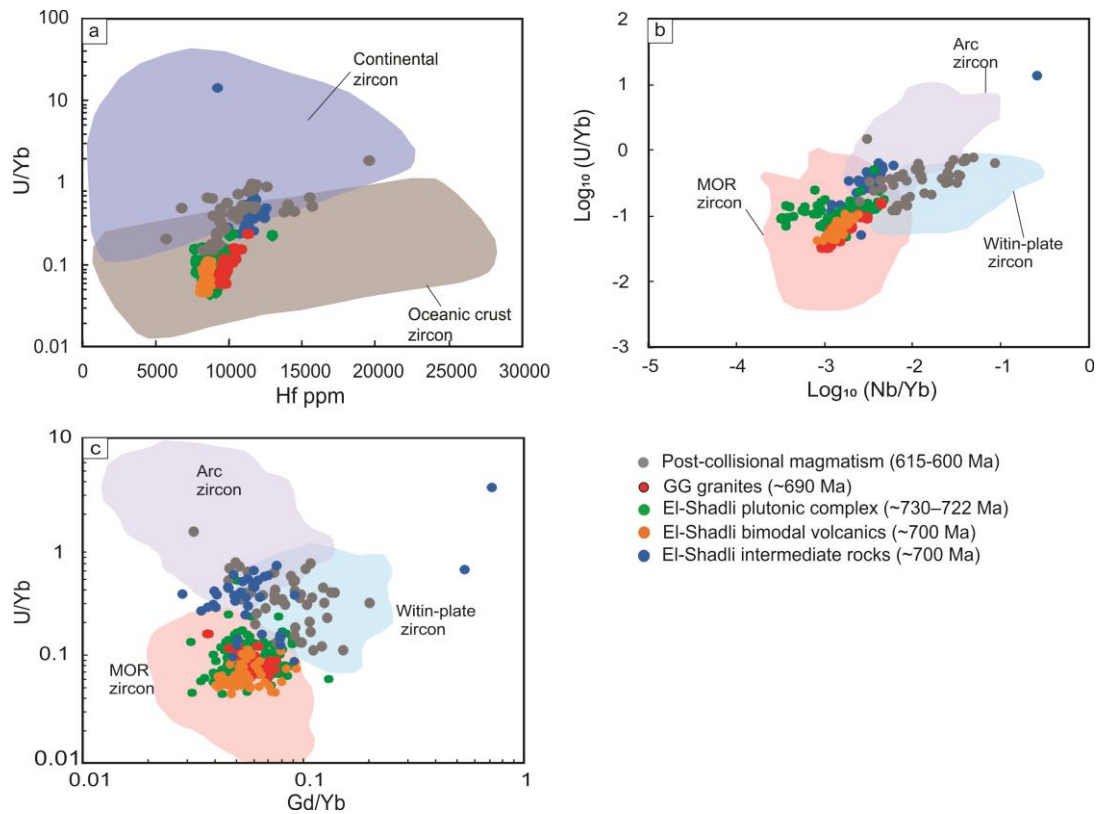 a
100
10
1
0.1
0.01
U/Yb
0
5000
10000
15000
20000
25000
30000
Hf ppm
Continental
zircon
Oceanic crust
zircon
b
2
1
0
-1
-2
-3
Log₁₀ (U/Yb)
-5
-4
-3
-2
-1
0
Log₁₀ (Nb/Yb)
Arc
zircon
MOR
zircon
Witin-plate
zircon
c
10
1
0.1
0.01
U/Yb
0.01
0.1
1
Gd/Yb
Arc
zircon
Witin-plate
zircon
MOR
zircon
Post-collisional magmatism (615-600 Ma)
GG granites (~690 Ma)
El-Shadli plutonic complex (~730–722 Ma)
El-Shadli bimodal volcanics (~700 Ma)
El-Shadli intermediate rocks (~700 Ma)